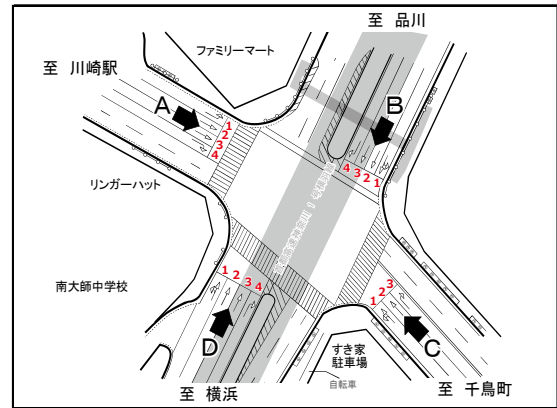 至 品川
ファミリーマート
至 川崎駅
A
B
1
2
3
4
4
3
2
1
リンガーハット
南大師中学校
1
2
3
4
3
2
1
D
C
すき家
駐車場
自転車
至 横浜
至 千鳥町